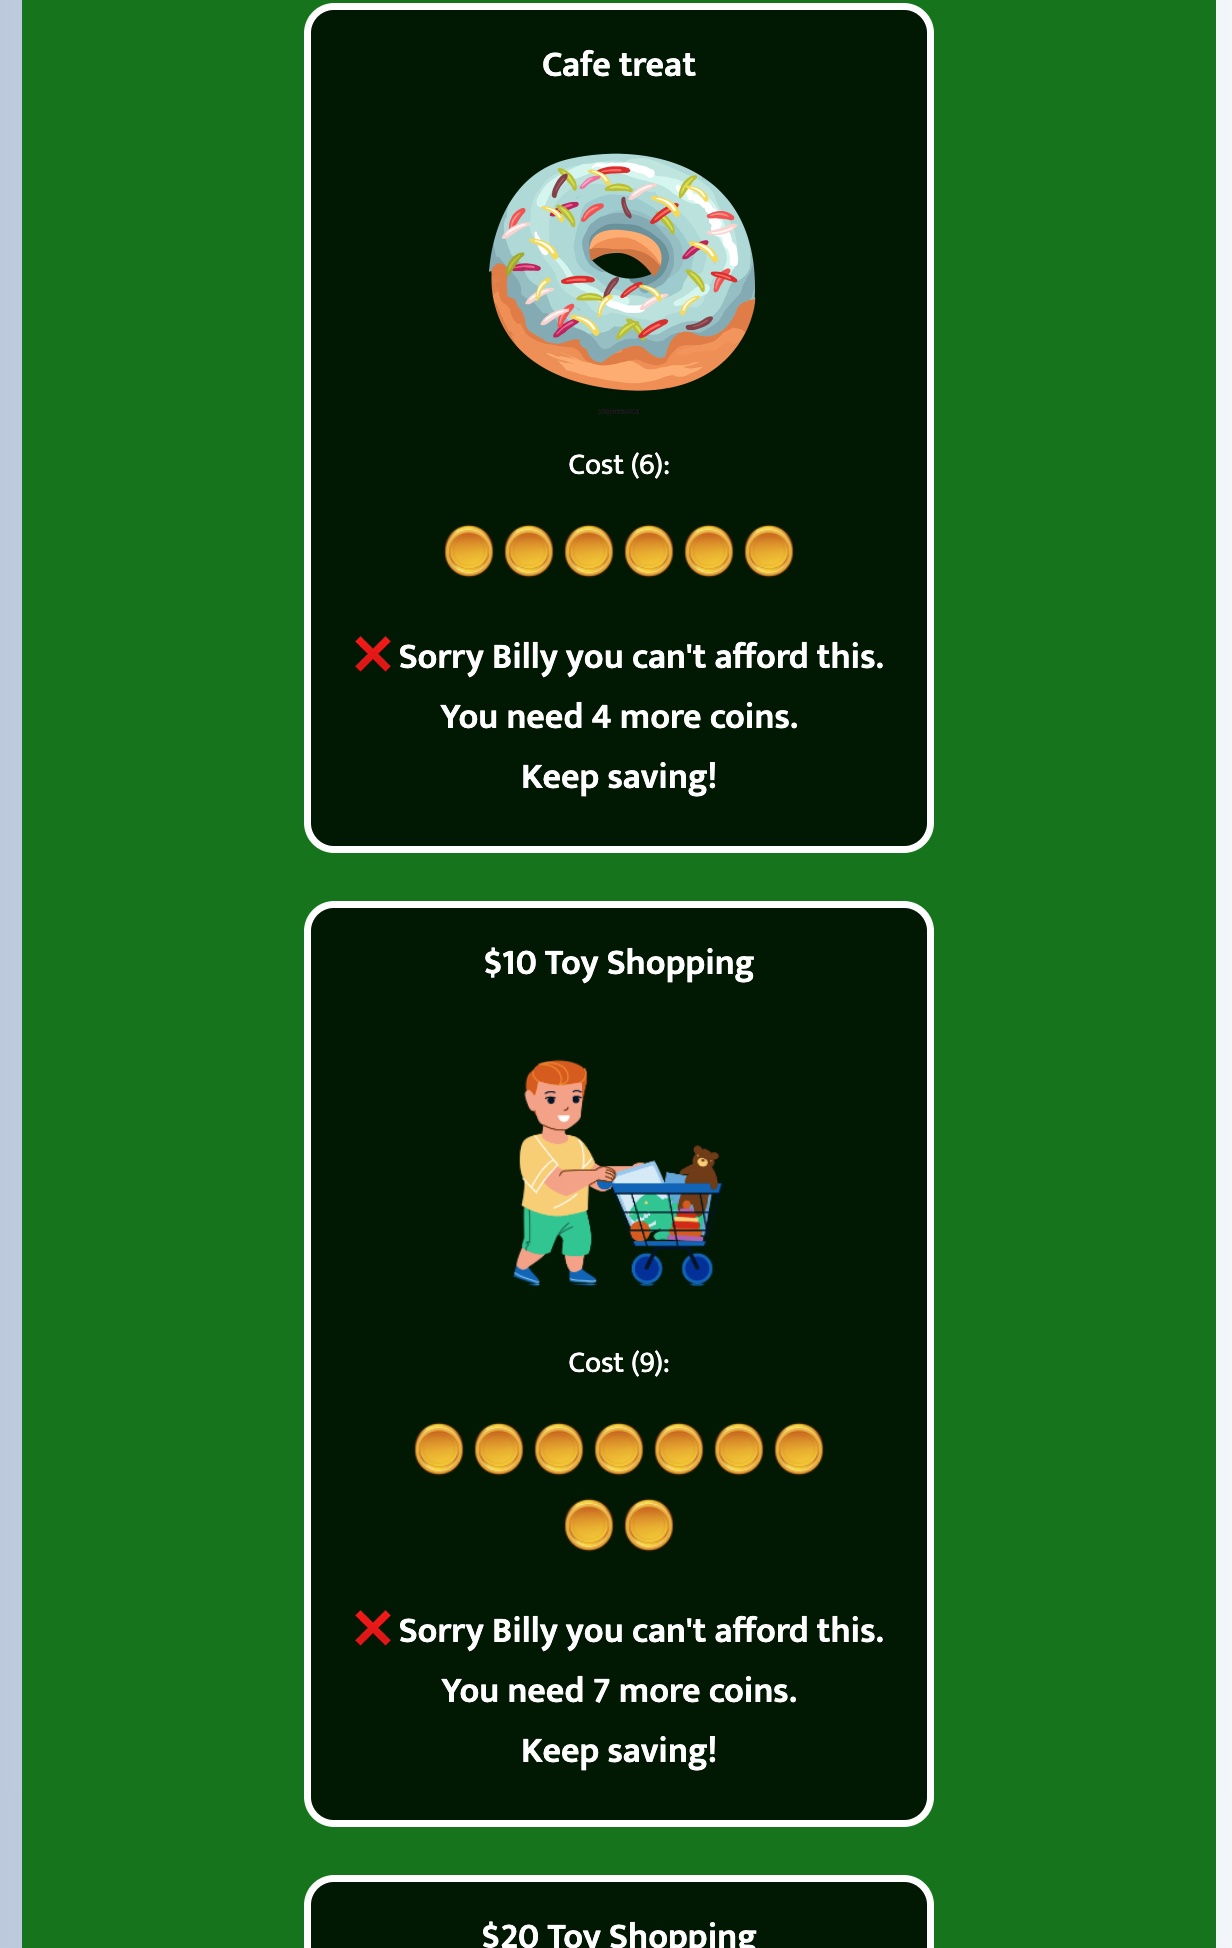 Cafe treat
Cost (6):
❌ Sorry Billy you can't afford this.
You need 4 more coins.
Keep saving!
$10 Toy Shopping
Cost (9):
❌ Sorry Billy you can't afford this.
You need 7 more coins.
Keep saving!
$20 Toy Shopping